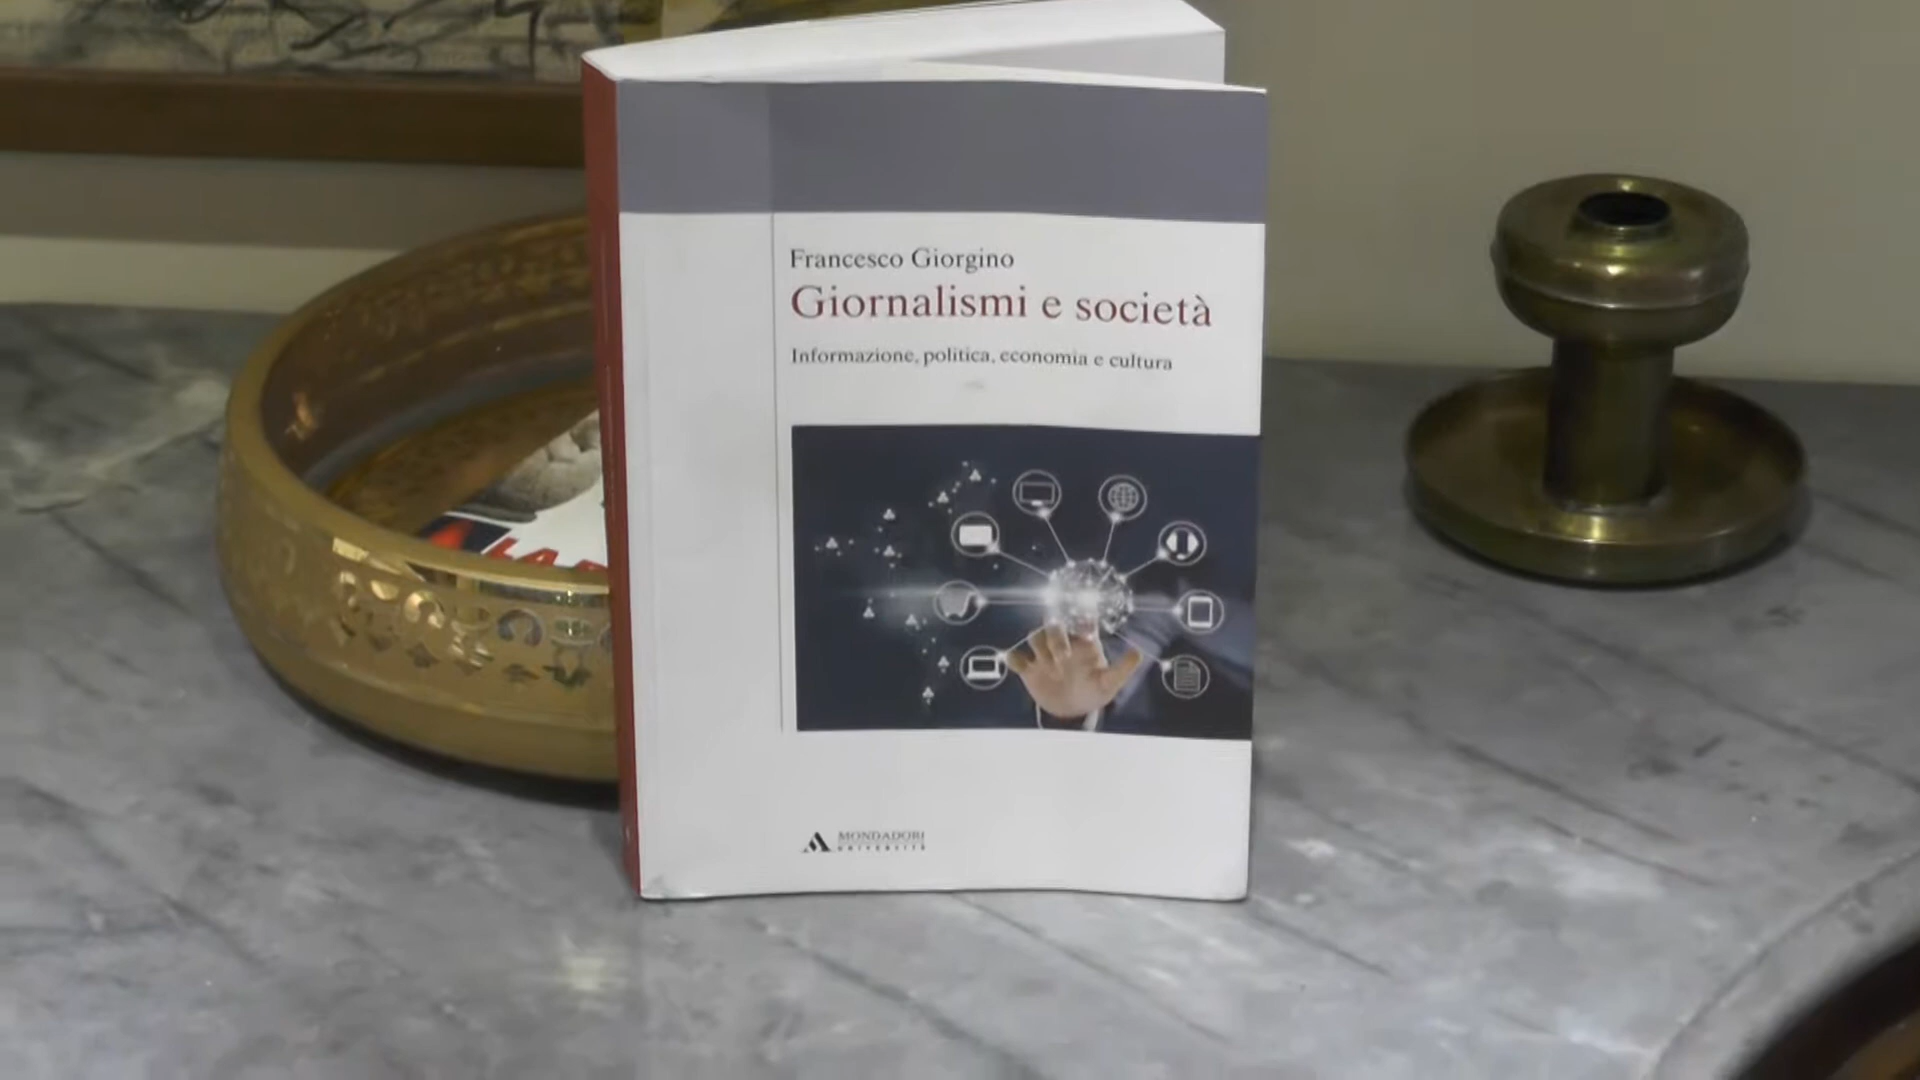 Francesco Giorgino
Giornalismi e società
Informazione, politica, economia e cultura
MONDADORI
UNIVERSITÀ